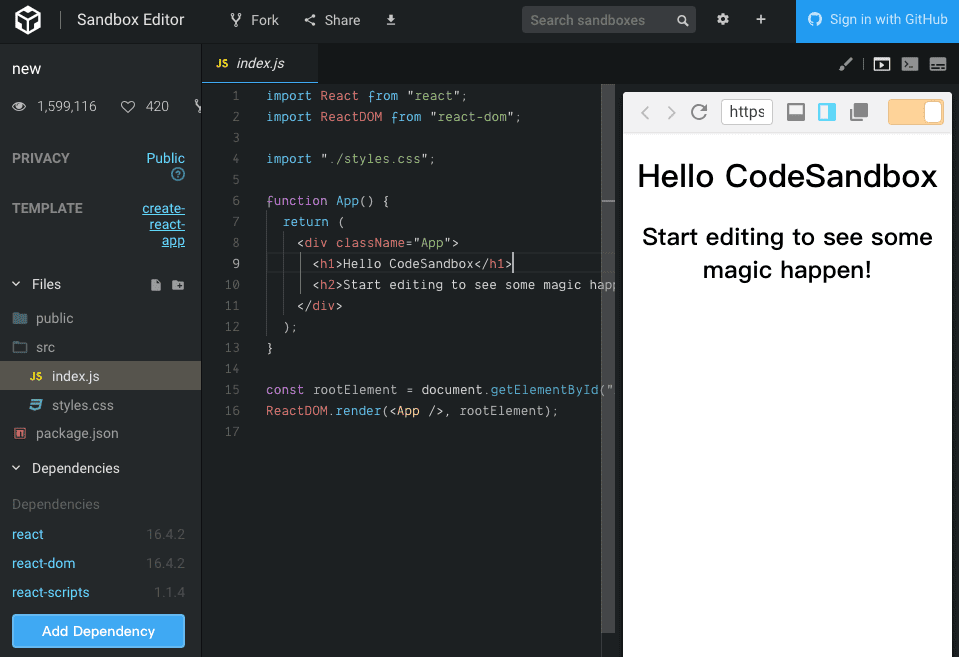 Sandbox Editor
Fork
Share
Search sandboxes
Sign in with GitHub
new
1,599,116
420
PRIVACY
Public
TEMPLATE
create-
react-
app
Files
public
src
JS index.js
styles.css
package.json
Dependencies
Dependencies
react 16.4.2
react-dom 16.4.2
react-scripts 1.1.4
Add Dependency
JS index.js
1 import React from "react";
2 import ReactDOM from "react-dom";
3
4 import "./styles.css";
5
6 function App() {
7 return (
8 <div className="App">
9 <h1>Hello CodeSandbox</h1>
10 <h2>Start editing to see some magic hap
11 </div>
12 );
13 }
14
15 const rootElement = document.getElementById("
16 ReactDOM.render(<App />, rootElement);
17
https
Hello CodeSandbox
Start editing to see some
magic happen!